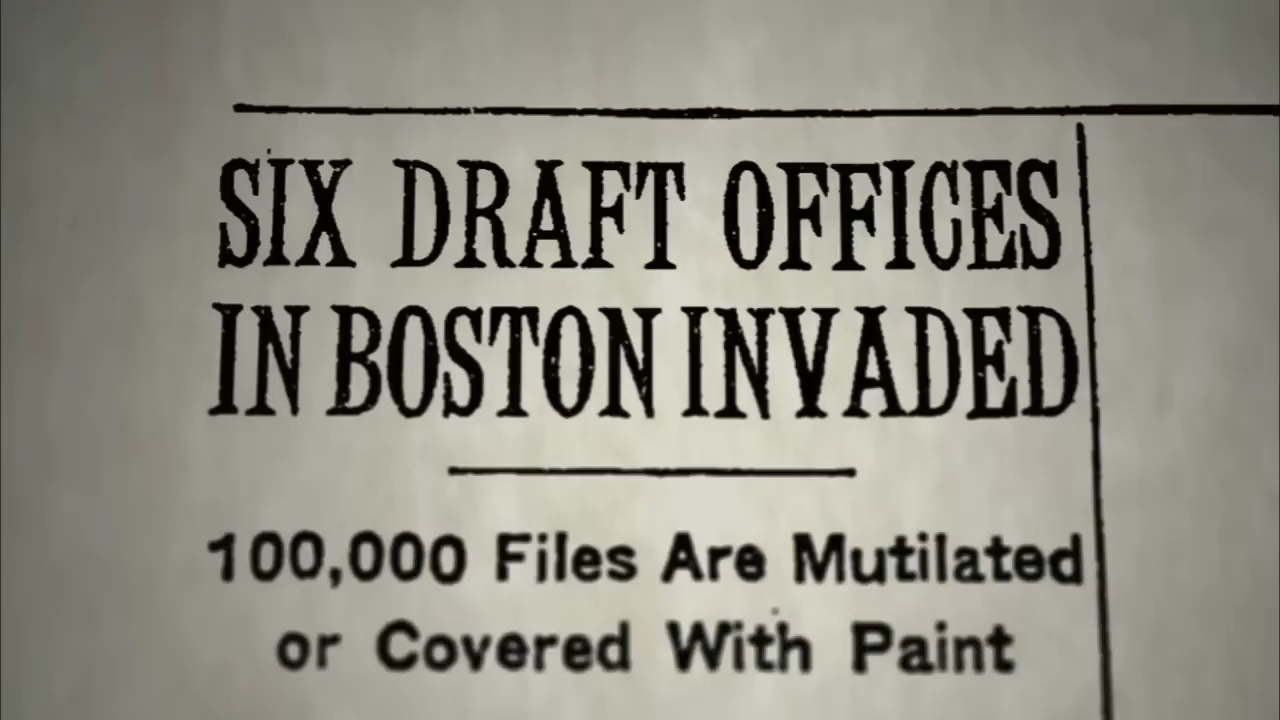 SIX DRAFT OFFICES
IN BOSTON INVADED
100,000 Files Are Mutilated
or Covered With Paint